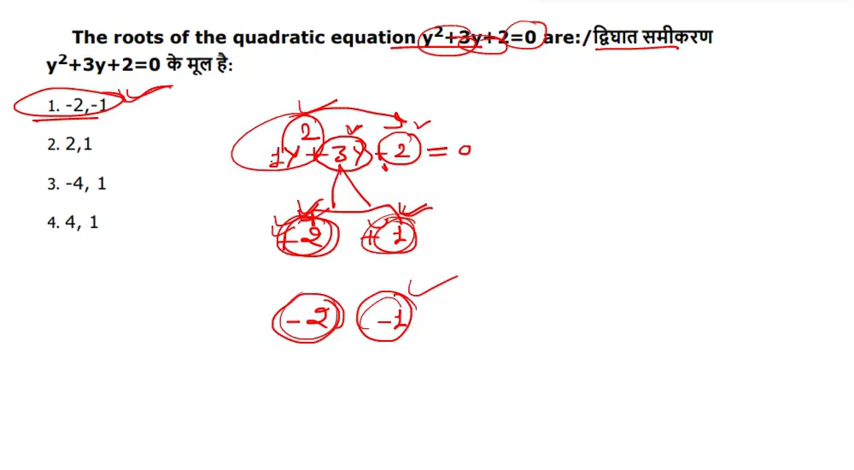 The roots of the quadratic equation y²+3y+2=0 are:/ द्विघात समीकरण
y²+3y+2=0 के मूल है:
1. -2,-1
2. 2,1
3. -4, 1
4. 4, 1
1y²+3y+2=0
+2 +1
-2 -1